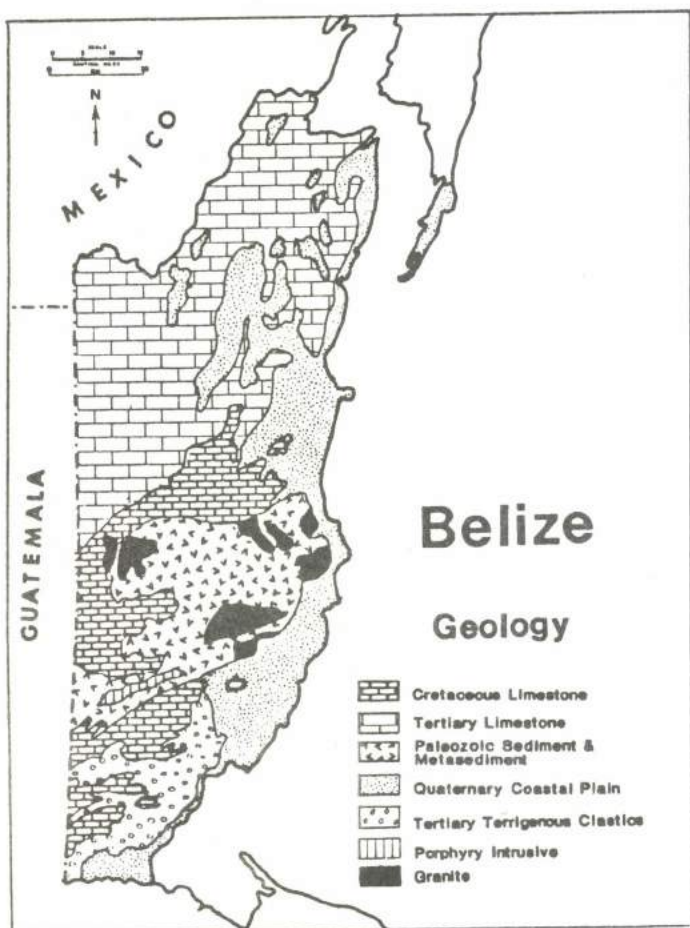 SCALE
N
MEXICO
GUATEMALA
Belize
Geology
Cretaceous Limestone
Tertiary Limestone
Paleozoic Sediment &
Metasediment
Quaternary Coastal Plain
Tertiary Terrigenous Clastics
Porphyry Intrusive
Granite